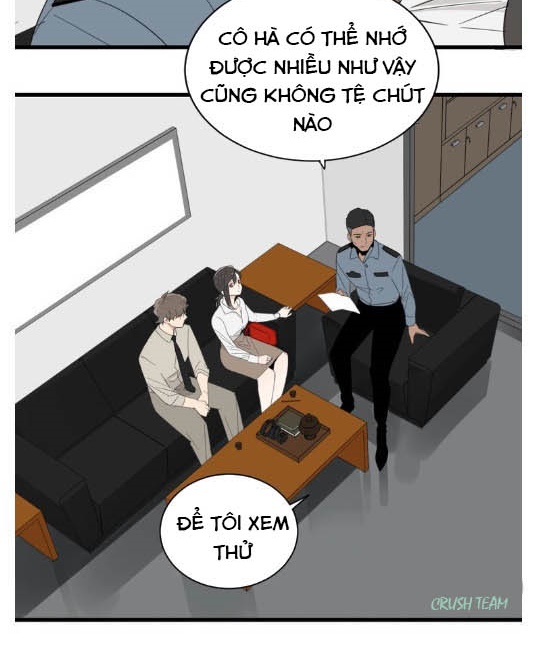 CÔ HÀ CÓ THỂ NHỚ
ĐƯỢC NHIỀU NHƯ VẬY
CŨNG KHÔNG TỆ CHÚT
NÀO
ĐỂ TÔI XEM
THỬ
CRUSH TEAM